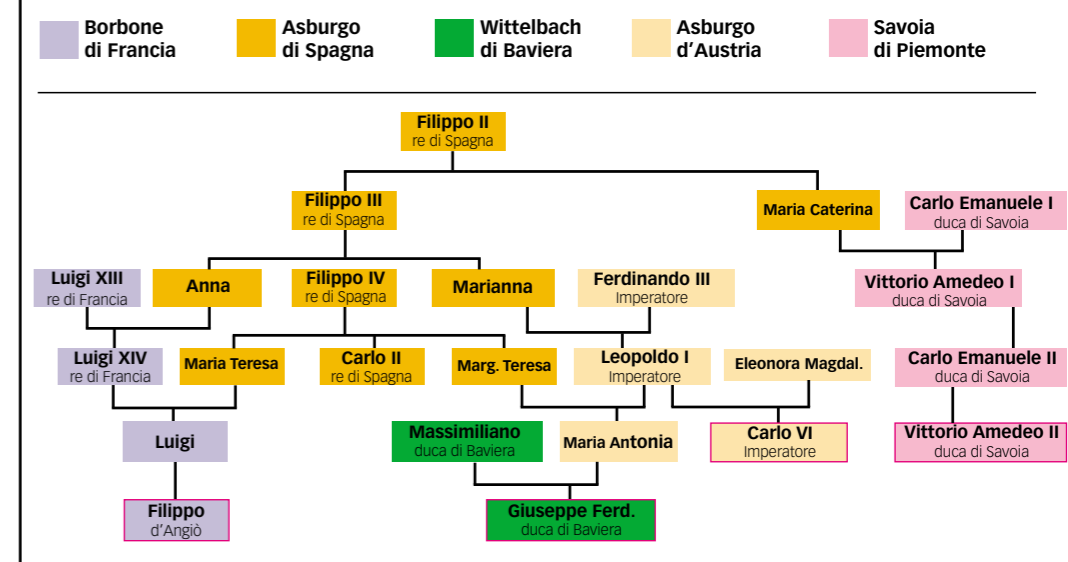 Borbone
di Francia
Asburgo
di Spagna
Wittelbach
di Baviera
Asburgo
d'Austria
Savoia
di Piemonte
Filippo II
re di Spagna
Filippo III
re di Spagna
Maria Caterina
Carlo Emanuele I
duca di Savoia
Luigi XIII
re di Francia
Anna
Filippo IV
re di Spagna
Marianna
Ferdinando III
Imperatore
Vittorio Amedeo I
duca di Savoia
Luigi XIV
re di Francia
Maria Teresa
Carlo II
re di Spagna
Marg. Teresa
Leopoldo I
Imperatore
Eleonora Magdal.
Carlo Emanuele II
duca di Savoia
Luigi
Massimiliano
duca di Baviera
Maria Antonia
Carlo VI
Imperatore
Vittorio Amedeo II
duca di Savoia
Filippo
d'Angiò
Giuseppe Ferd.
duca di Baviera